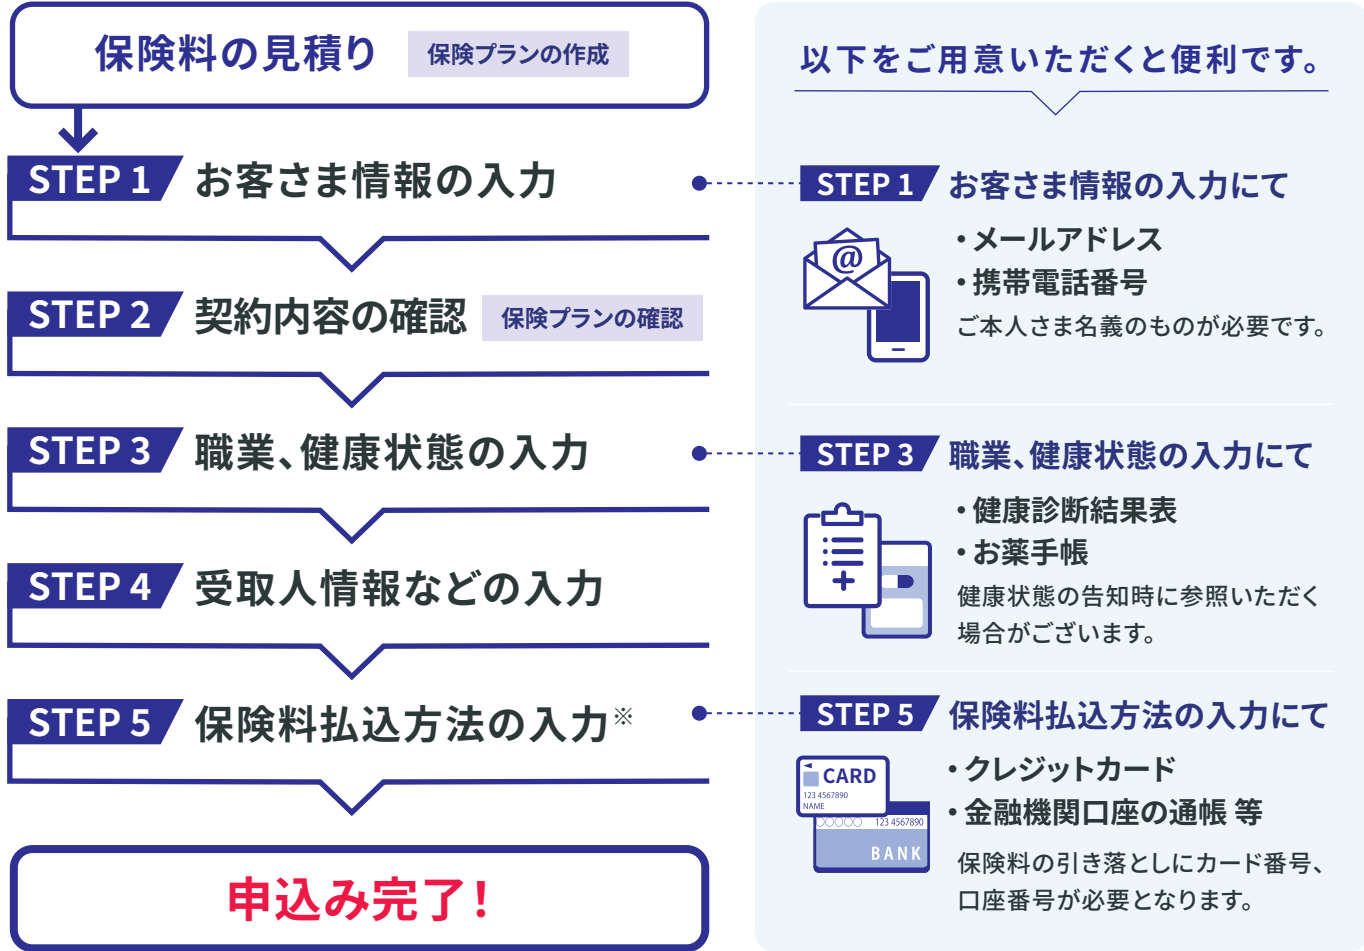 保険料の見積り 保険プランの作成
STEP 1 お客さま情報の入力
STEP 2 契約内容の確認 保険プランの確認
STEP 3 職業、健康状態の入力
STEP 4 受取人情報などの入力
STEP 5 保険料払込方法の入力※
申込み完了！
以下をご用意いただくと便利です。
STEP 1 お客さま情報の入力にて
@
・メールアドレス
・携帯電話番号
ご本人さま名義のものが必要です。
STEP 3 職業、健康状態の入力にて
・健康診断結果表
・お薬手帳
健康状態の告知時に参照いただく
場合がございます。
STEP 5 保険料払込方法の入力にて
CARD
123 4567890
NAME
123 4567890
BANK
・クレジットカード
・金融機関口座の通帳 等
保険料の引き落としにカード番号、
口座番号が必要となります。